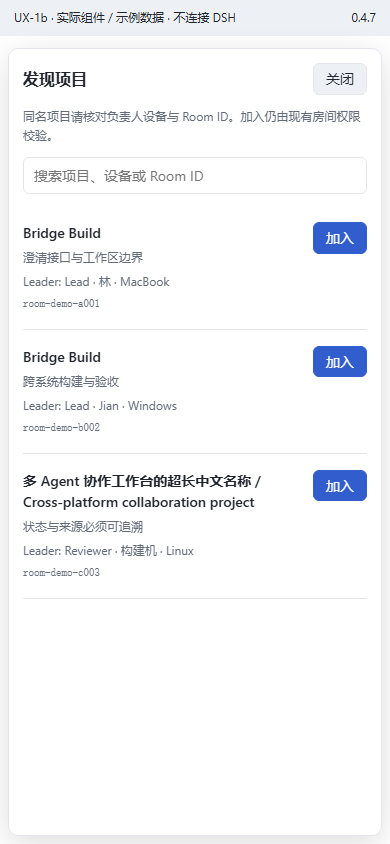 UX-1b · 实际组件 / 示例数据 · 不连接 DSH 0.4.7
发现项目 关闭
同名项目请核对负责人设备与 Room ID。加入仍由现有房间权限
校验。
搜索项目、设备或 Room ID
Bridge Build 加入
澄清接口与工作区边界
Leader: Lead · 林 · MacBook
room-demo-a001
Bridge Build 加入
跨系统构建与验收
Leader: Lead · Jian · Windows
room-demo-b002
多 Agent 协作工作台的超长中文名称 / 加入
Cross-platform collaboration project
状态与来源必须可追溯
Leader: Reviewer · 构建机 · Linux
room-demo-c003